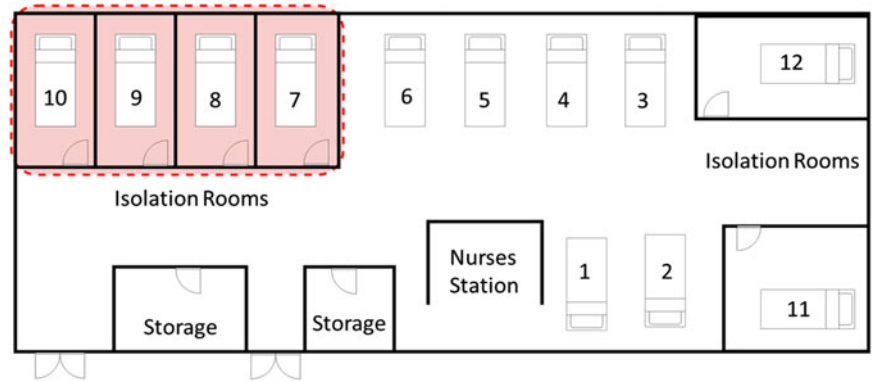 10
9
8
7
6
5
4
3
12
Isolation Rooms
Isolation Rooms
Nurses
Station
1
2
11
Storage
Storage